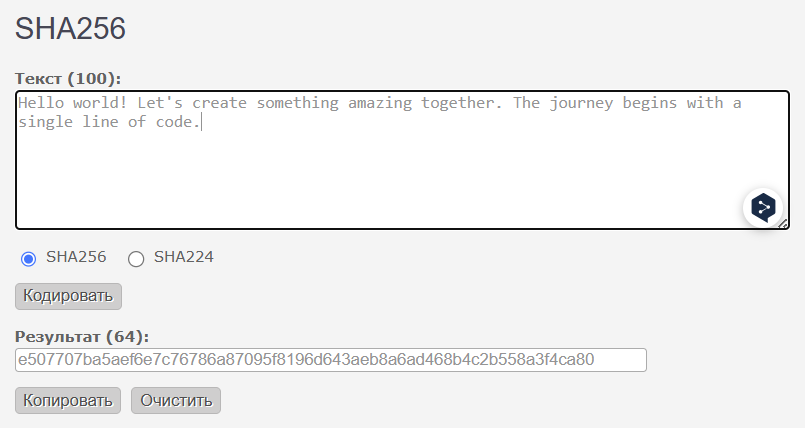 SHA256
Текст (100):
Hello world! Let's create something amazing together. The journey begins with a
single line of code.
SHA256 SHA224
Кодировать
Результат (64):
e507707ba5aef6e7c76786a87095f8196d643aeb8a6ad468b4c2b558a3f4ca80
Копировать Очистить